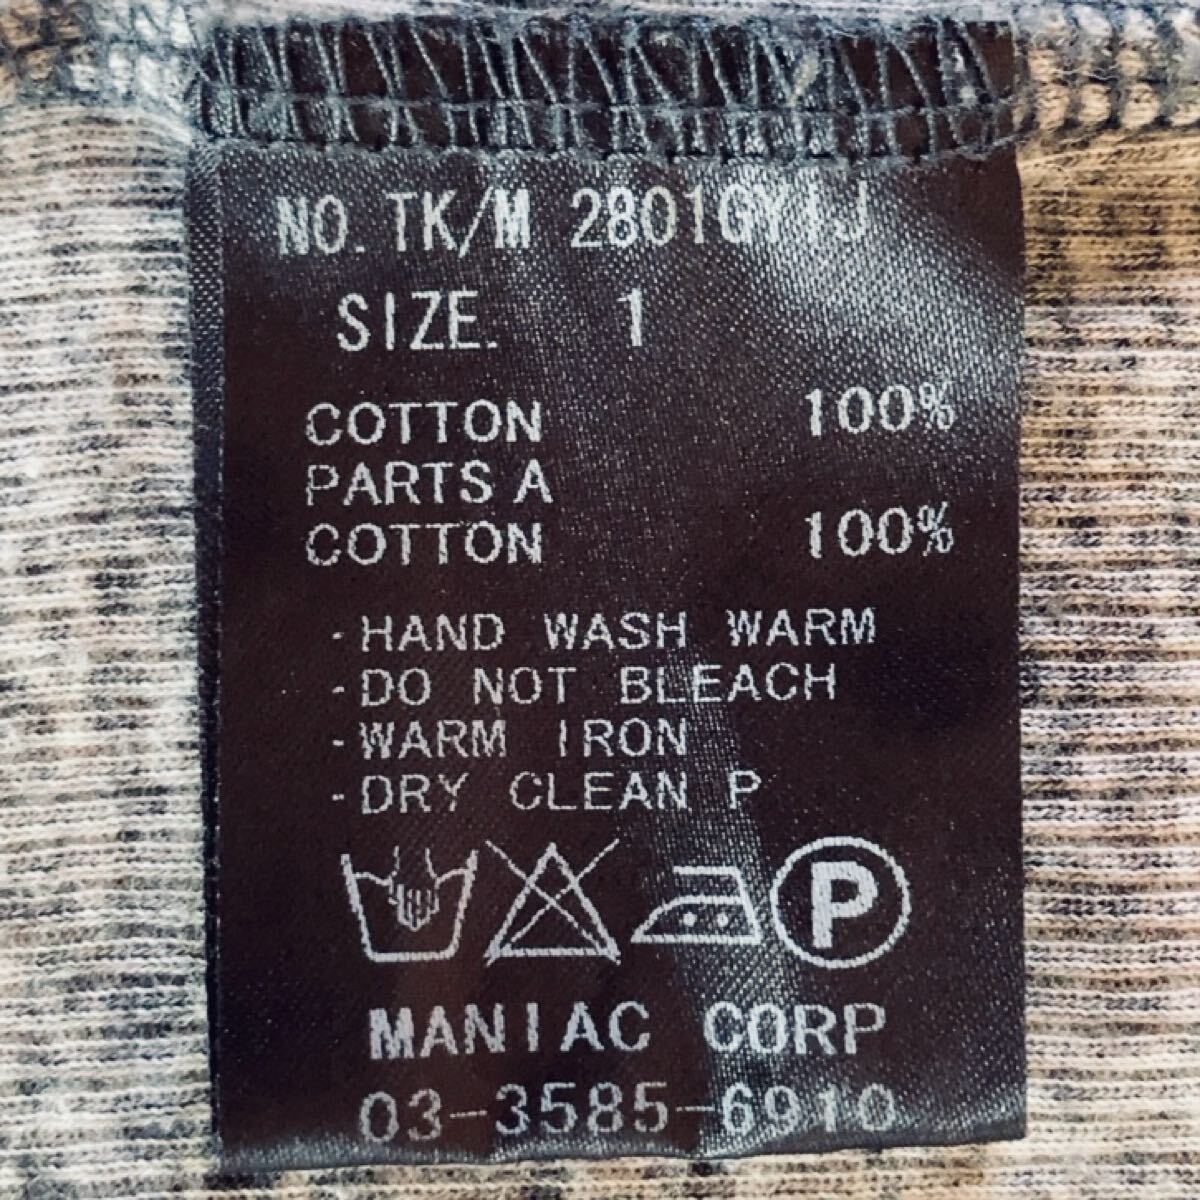 NO. TK/M 2801GYIJ
SIZE. 1
COTTON 100%
PARTS A
COTTON 100%
-HAND WASH WARM
-DO NOT BLEACH
-WARM IRON
-DRY CLEAN P
P
MANIAC CORP
03-3585-6910